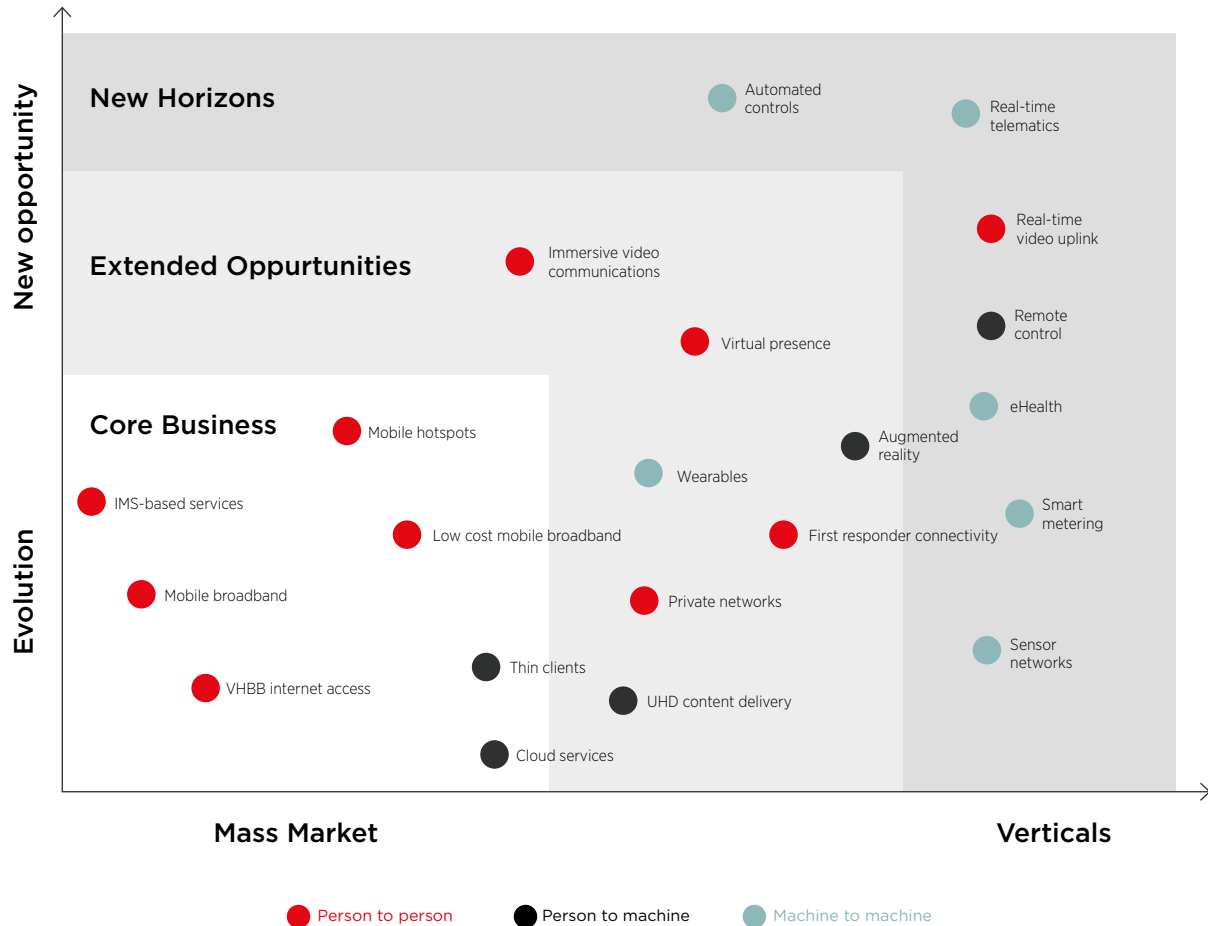 New opportunity
Evolution
New Horizons
Automated
controls
Real-time
telematics
Real-time
video uplink
Extended Oppurtunities
Immersive video
communications
Remote
control
Virtual presence
eHealth
Core Business
Mobile hotspots
Augmented
reality
Wearables
IMS-based services
Smart
metering
Low cost mobile broadband
First responder connectivity
Mobile broadband
Private networks
Sensor
networks
Thin clients
VHBB internet access
UHD content delivery
Cloud services
Mass Market
Verticals
Person to person
Person to machine
Machine to machine